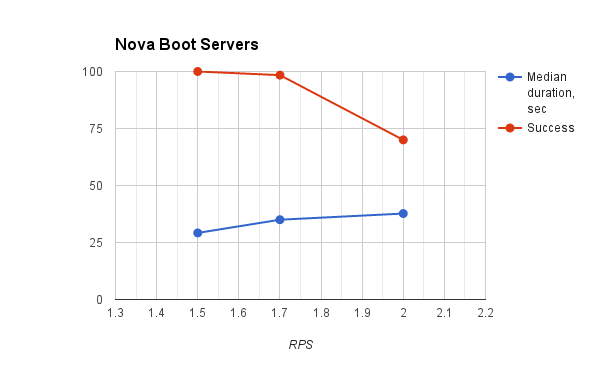 Nova Boot Servers
100
75
50
25
0
1.3 1.4 1.5 1.6 1.7 1.8 1.9 2 2.1 2.2
RPS
Median
duration,
sec
Success